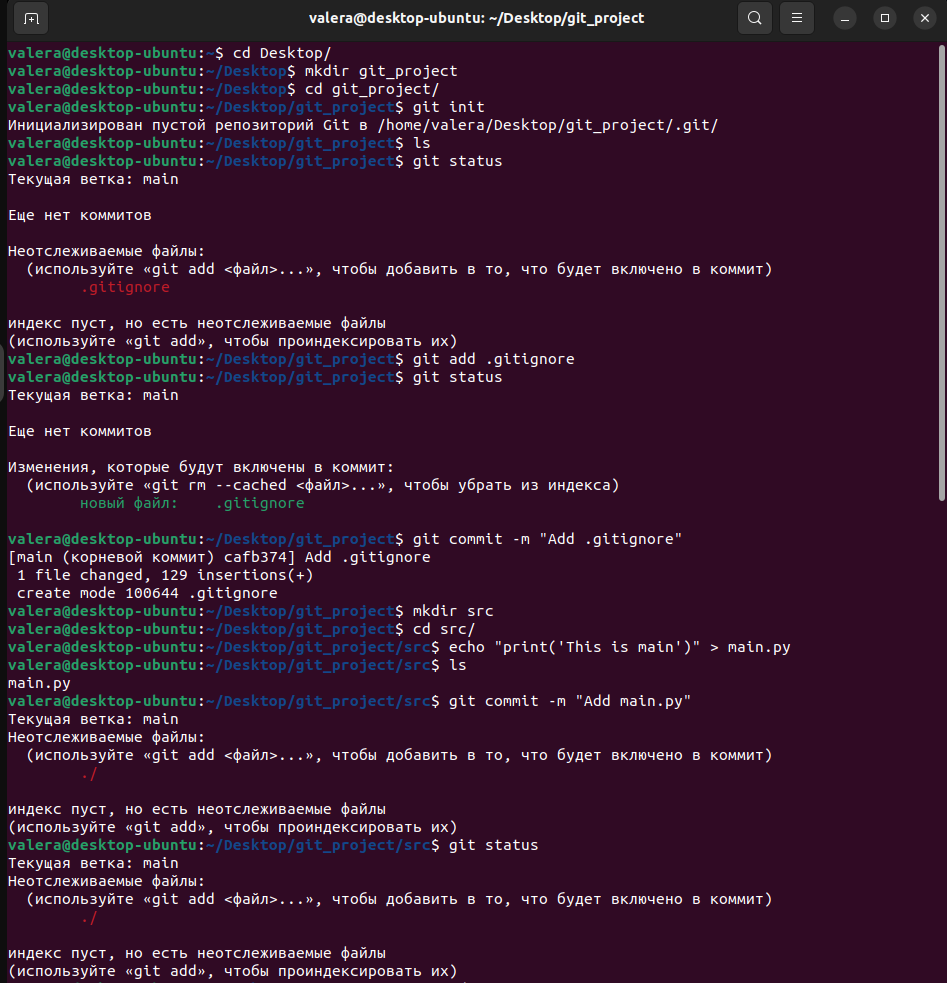 valera@desktop-ubuntu: ~/Desktop/git_project
valera@desktop-ubuntu:~$ cd Desktop/
valera@desktop-ubuntu:~/Desktop$ mkdir git_project
valera@desktop-ubuntu:~/Desktop$ cd git_project/
valera@desktop-ubuntu:~/Desktop/git_project$ git init
Инициализирован пустой репозиторий Git в /home/valera/Desktop/git_project/.git/
valera@desktop-ubuntu:~/Desktop/git_project$ ls
valera@desktop-ubuntu:~/Desktop/git_project$ git status
Текущая ветка: main
Еще нет коммитов
Неотслеживаемые файлы:
(используйте «git add <файл>...», чтобы добавить в то, что будет включено в коммит)
.gitignore
индекс пуст, но есть неотслеживаемые файлы
(используйте «git add», чтобы проиндексировать их)
valera@desktop-ubuntu:~/Desktop/git_project$ git add .gitignore
valera@desktop-ubuntu:~/Desktop/git_project$ git status
Текущая ветка: main
Еще нет коммитов
Изменения, которые будут включены в коммит:
(используйте «git rm --cached <файл>...», чтобы убрать из индекса)
новый файл:    .gitignore
valera@desktop-ubuntu:~/Desktop/git_project$ git commit -m "Add .gitignore"
[main (корневой коммит) cafb374] Add .gitignore
1 file changed, 129 insertions(+)
create mode 100644 .gitignore
valera@desktop-ubuntu:~/Desktop/git_project$ mkdir src
valera@desktop-ubuntu:~/Desktop/git_project$ cd src/
valera@desktop-ubuntu:~/Desktop/git_project/src$ echo "print('This is main')" > main.py
valera@desktop-ubuntu:~/Desktop/git_project/src$ ls
main.py
valera@desktop-ubuntu:~/Desktop/git_project/src$ git commit -m "Add main.py"
Текущая ветка: main
Неотслеживаемые файлы:
(используйте «git add <файл>...», чтобы добавить в то, что будет включено в коммит)
./
индекс пуст, но есть неотслеживаемые файлы
(используйте «git add», чтобы проиндексировать их)
valera@desktop-ubuntu:~/Desktop/git_project/src$ git status
Текущая ветка: main
Неотслеживаемые файлы:
(используйте «git add <файл>...», чтобы добавить в то, что будет включено в коммит)
./
индекс пуст, но есть неотслеживаемые файлы
(используйте «git add», чтобы проиндексировать их)